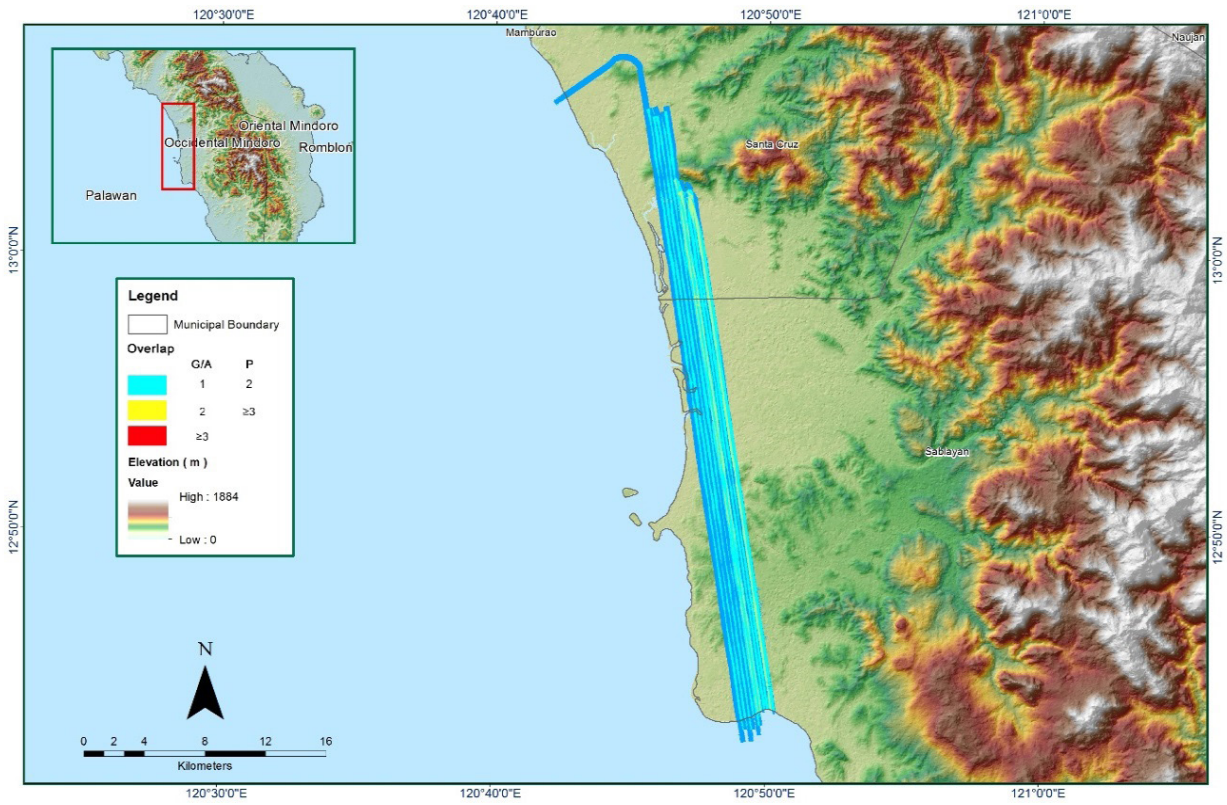 120°30'0"E
120°40'0"E
120°50'0"E
121°0'0"E
Mamburao
Naujan
Oriental Mindoro
Occidental Mindoro
Romblon
Palawan
Santa Cruz
13°0'0"N
13°0'0"N
Legend
Municipal Boundary
Overlap
G/A P
1 2
2 ≥3
≥3
Elevation ( m )
Value
High : 1884
Low : 0
Sablayan
12°50'0"N
12°50'0"N
N
0 2 4 8 12 16
Kilometers
120°30'0"E
120°40'0"E
120°50'0"E
121°0'0"E